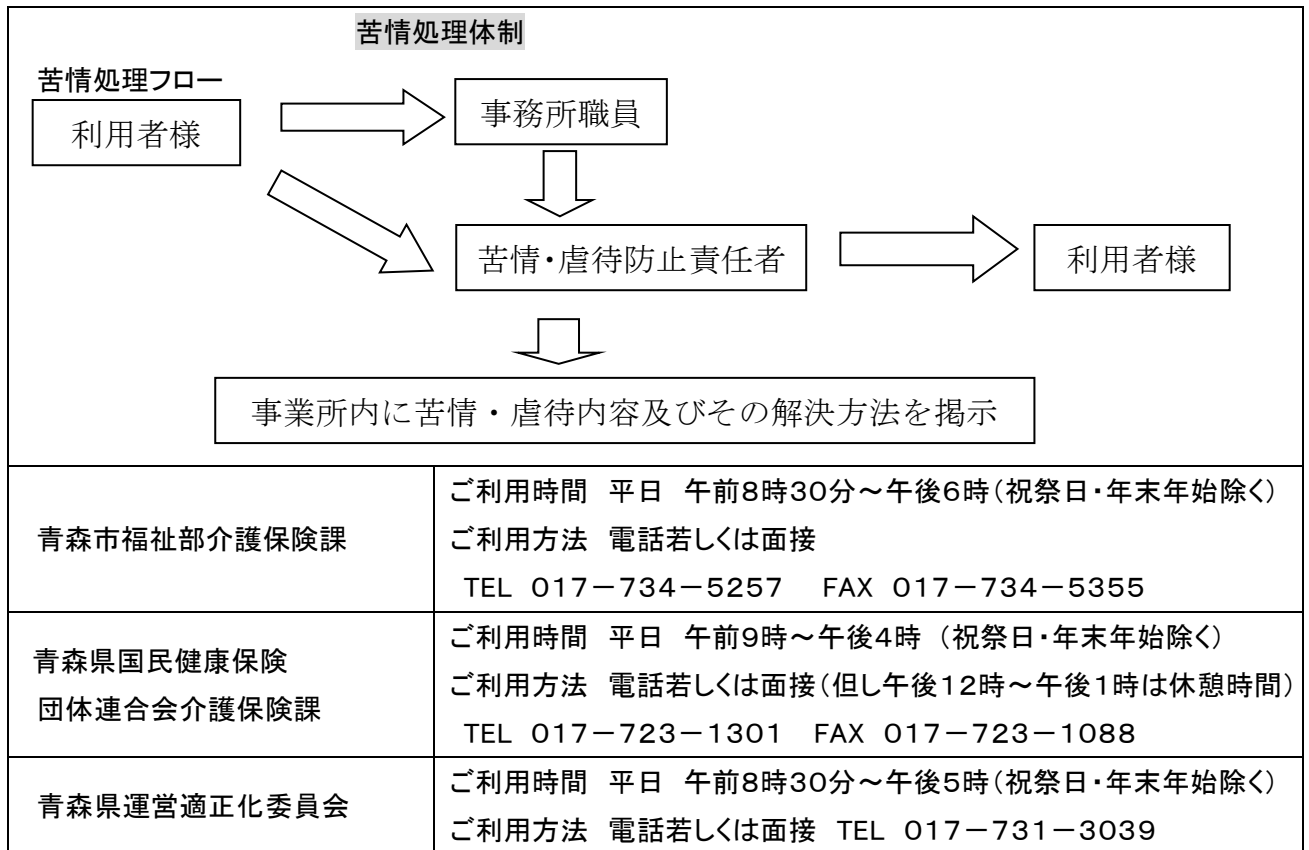 苦情処理体制
苦情処理フロー
利用者様
事務所職員
苦情・虐待防止責任者
利用者様
事業所内に苦情・虐待内容及びその解決方法を掲示
青森市福祉部介護保険課
ご利用時間 平日 午前8時30分～午後6時(祝祭日・年末年始除く)
ご利用方法 電話若しくは面接
TEL 017-734-5257 FAX 017-734-5355
青森県国民健康保険
団体連合会介護保険課
ご利用時間 平日 午前9時～午後4時 (祝祭日・年末年始除く)
ご利用方法 電話若しくは面接(但し午後12時～午後1時は休憩時間)
TEL 017-723-1301 FAX 017-723-1088
青森県運営適正化委員会
ご利用時間 平日 午前8時30分～午後5時(祝祭日・年末年始除く)
ご利用方法 電話若しくは面接 TEL 017-731-3039